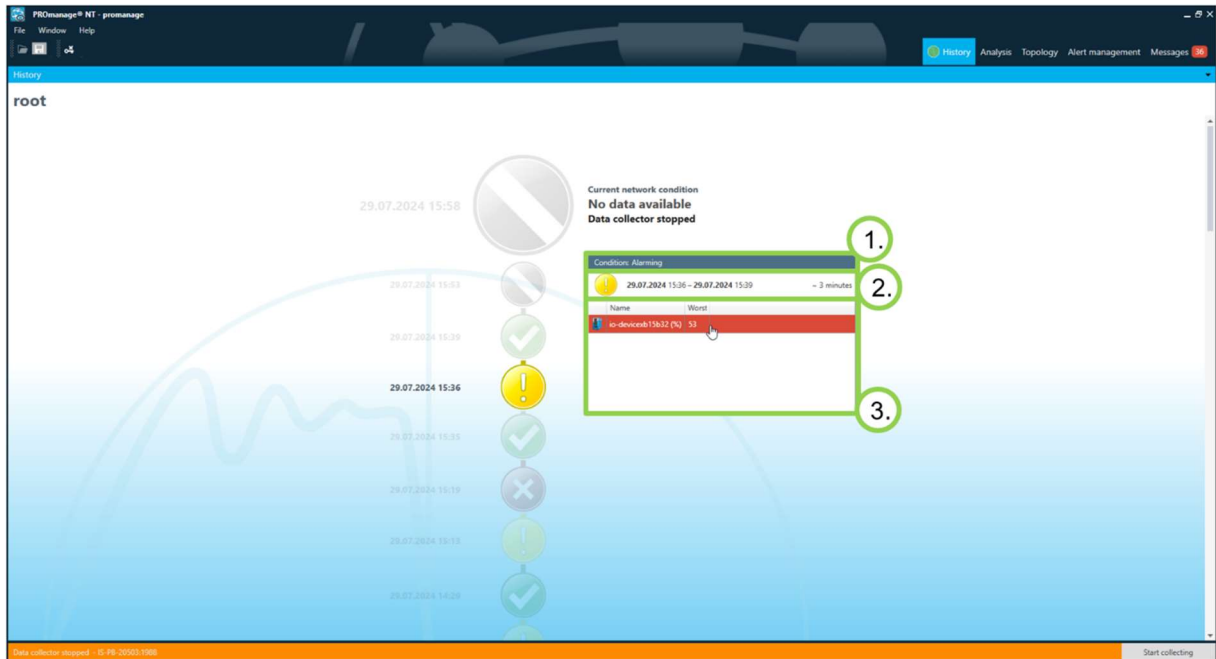 PROmanage® NT - promanage
File Window Help
History Analysis Topology Alert management Messages 36
History
root
29.07.2024 15:58
Current network condition
No data available
Data collector stopped
1.
Condition: Alarming
29.07.2024 15:53
29.07.2024 15:36 – 29.07.2024 15:39 ~ 3 minutes
2.
Name Worst
io-devicexb15b32 (%) 53
29.07.2024 15:39
29.07.2024 15:36
3.
29.07.2024 15:35
29.07.2024 15:19
29.07.2024 15:15
29.07.2024 14:29
Data collector stopped - IS-PB-20503:1988
Start collecting